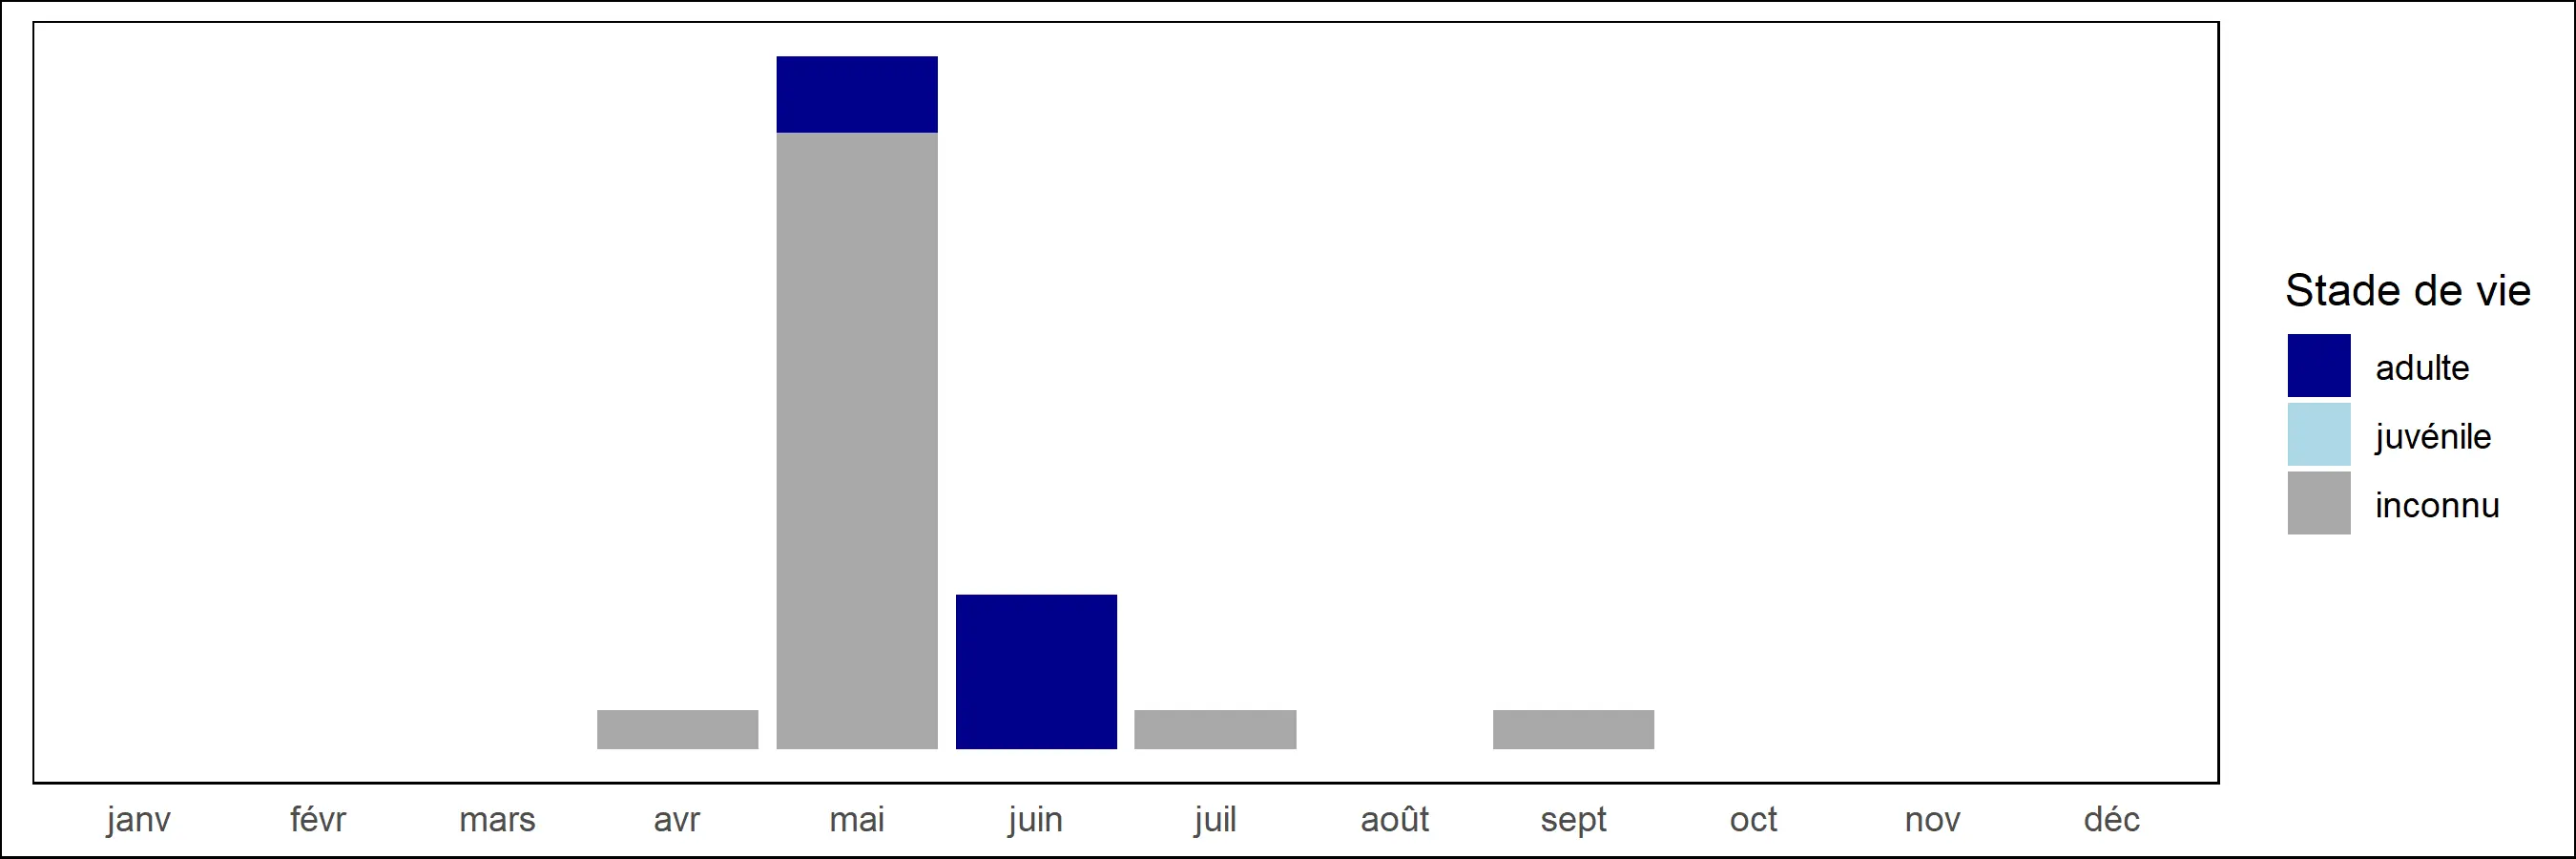 Stade de vie
adulte
juvénile
inconnu
janv févr mars avr mai juin juil août sept oct nov déc